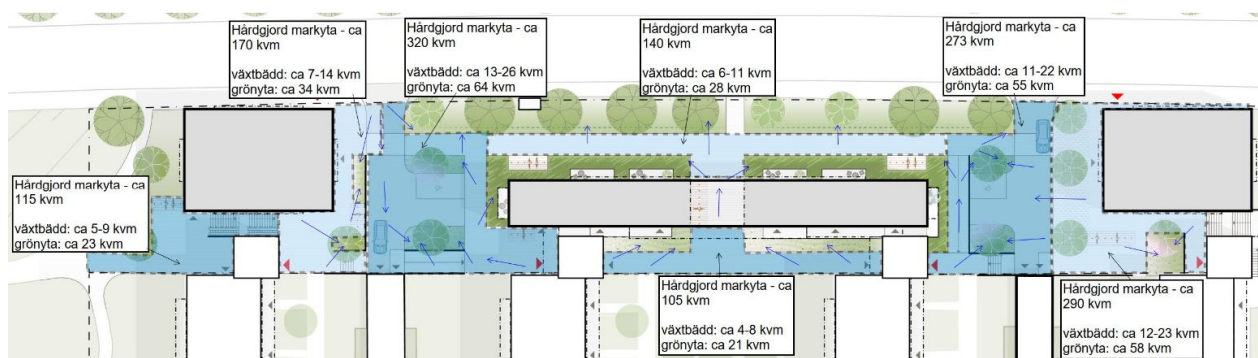 Hårdgjord markyta - ca
170 kvm
växtbädd: ca 7-14 kvm
grönyta: ca 34 kvm
Hårdgjord markyta - ca
320 kvm
växtbädd: ca 13-26 kvm
grönyta: ca 64 kvm
Hårdgjord markyta - ca
140 kvm
växtbädd: ca 6-11 kvm
grönyta: ca 28 kvm
Hårdgjord markyta - ca
273 kvm
växtbädd: ca 11-22 kvm
grönyta: ca 55 kvm
Hårdgjord markyta - ca
115 kvm
växtbädd: ca 5-9 kvm
grönyta: ca 23 kvm
Hårdgjord markyta - ca
105 kvm
växtbädd: ca 4-8 kvm
grönyta: ca 21 kvm
Hårdgjord markyta - ca
290 kvm
växtbädd: ca 12-23 kvm
grönyta: ca 58 kvm